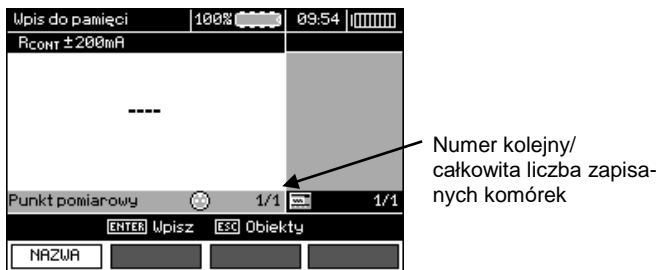 Wpis do pamięci 100% 09:54
RCONT ±200mA
----
Numer kolejny/
całkowita liczba zapisa-
nych komórek
Punkt pomiarowy 1/1 1/1
ENTER Wpisz ESC Obiekty
NAZWA